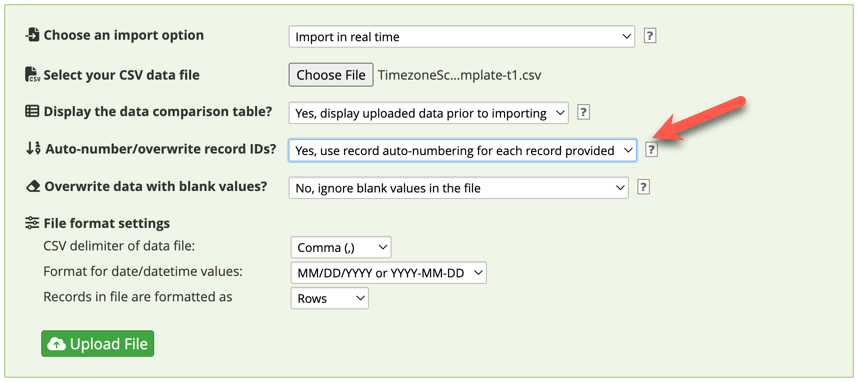 Choose an import option Import in real time ?
CSV Select your CSV data file Choose File TimezoneSc...mplate-t1.csv
Display the data comparison table? Yes, display uploaded data prior to importing ?
Auto-number/overwrite record IDs? Yes, use record auto-numbering for each record provided ?
Overwrite data with blank values? No, ignore blank values in the file ?
File format settings
CSV delimiter of data file: Comma (,)
Format for date/datetime values: MM/DD/YYYY or YYYY-MM-DD
Records in file are formatted as Rows
Upload File